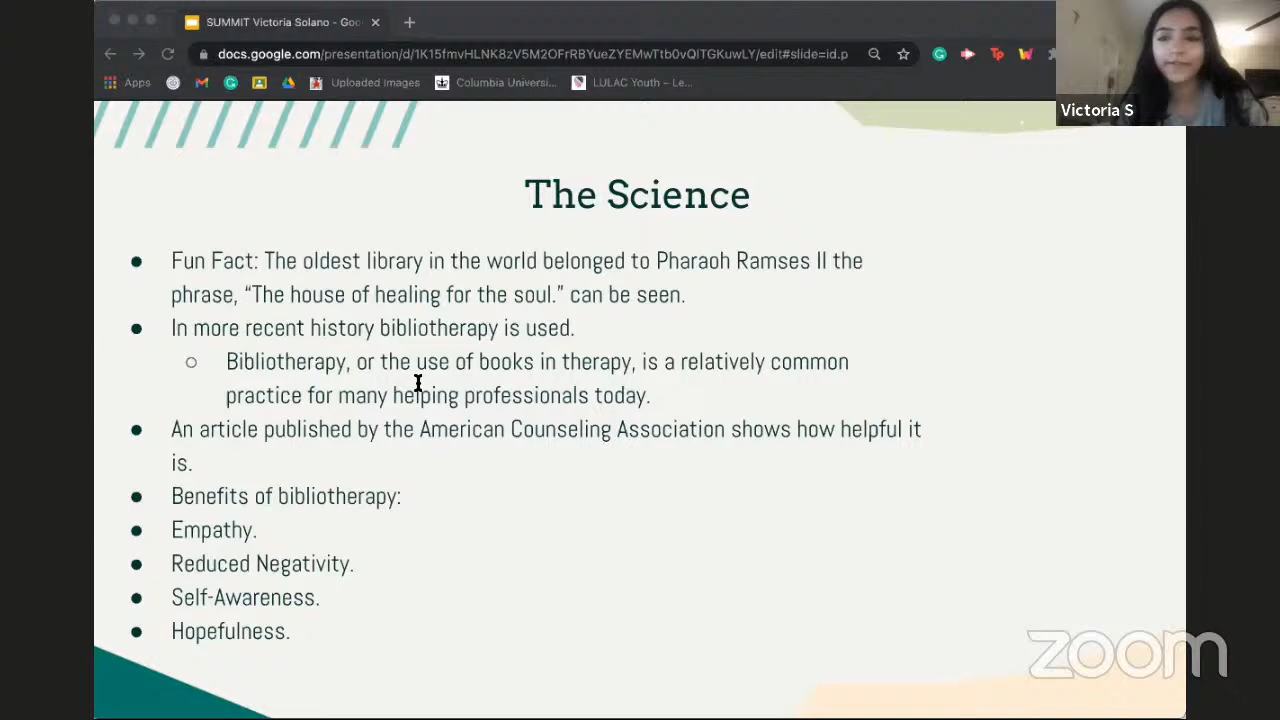 SUMMIT Victoria Solano - Goo
docs.google.com/presentation/d/1K15fmvHLNK8zV5M2OFrRBYueZYEMwTtb0vQlTGKuwLY/edit#slide=id.p
Apps
Uploaded Images
Columbia Universi...
LULAC Youth – Le...
Victoria S
The Science
● Fun Fact: The oldest library in the world belonged to Pharaoh Ramses II the
phrase, “The house of healing for the soul.” can be seen.
● In more recent history bibliotherapy is used.
○ Bibliotherapy, or the use of books in therapy, is a relatively common
practice for many helping professionals today.
● An article published by the American Counseling Association shows how helpful it
is.
● Benefits of bibliotherapy:
● Empathy.
● Reduced Negativity.
● Self-Awareness.
● Hopefulness.
zoom